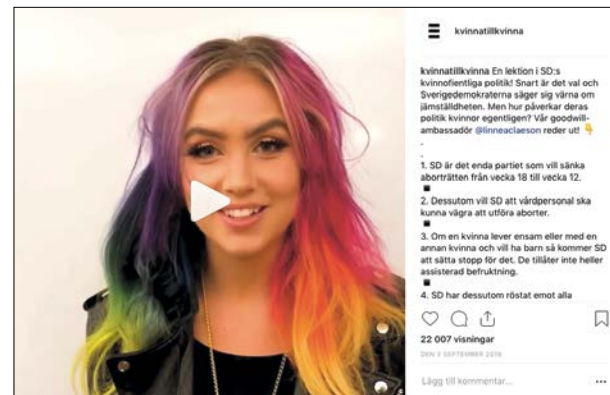 kvinnatillkvinna
kvinnatillkvinna En lektion i SD:s
kvinnofientliga politik! Snart är det val och
Sverigedemokraterna säger sig värna om
jämställdheten. Men hur påverkar deras
politik kvinnor egentligen? Vår goodwill-
ambassadör @linneaclaeson reder ut! 👇
.
.
1. SD är det enda partiet som vill sänka
aborträtten från vecka 18 till vecka 12.
2. Dessutom vill SD att vårdpersonal ska
kunna vägra att utföra aborter.
3. Om en kvinna lever ensam eller med en
annan kvinna och vill ha barn så kommer SD
att sätta stopp för det. De tillåter inte heller
assisterad befruktning.
4. SD har dessutom röstat emot alla
22 007 visningar
DEN 3 SEPTEMBER 2018
Lägg till kommentar...